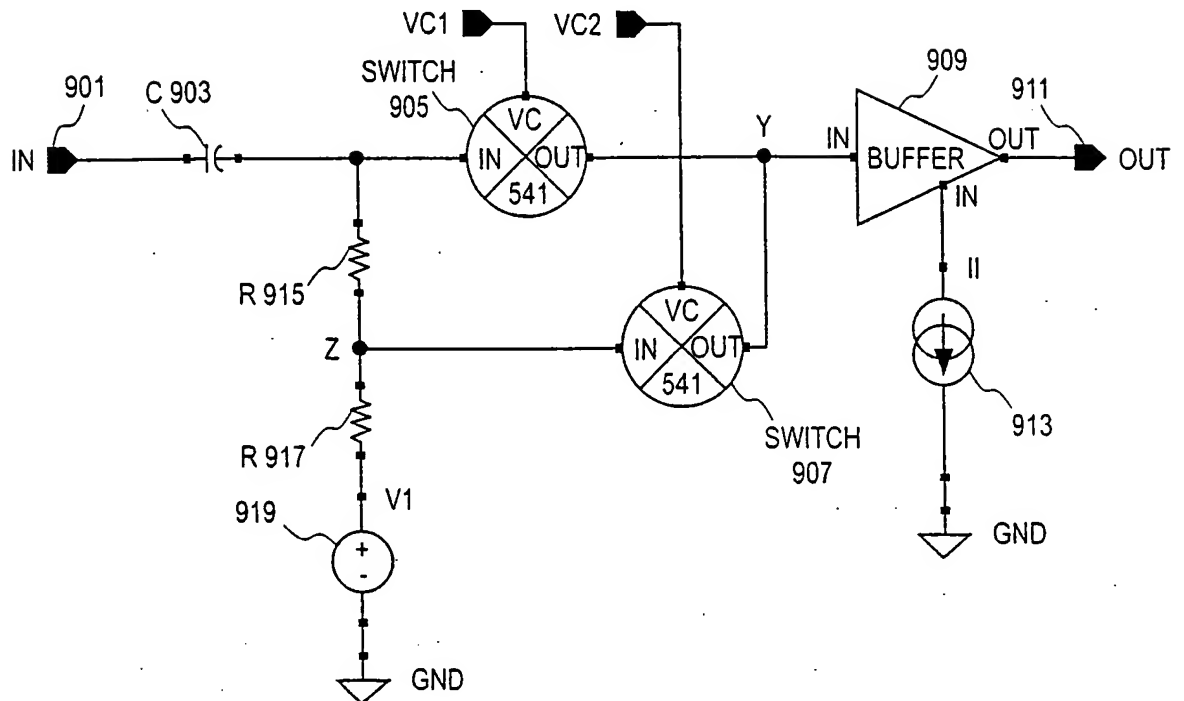 VC1
VC2
901
C 903
SWITCH
905
909
911
IN
VC
IN
OUT
541
Y
IN
BUFFER
OUT
IN
OUT
R 915
II
Z
VC
IN
OUT
541
913
R 917
SWITCH
907
919
V1
+
-
GND
GND